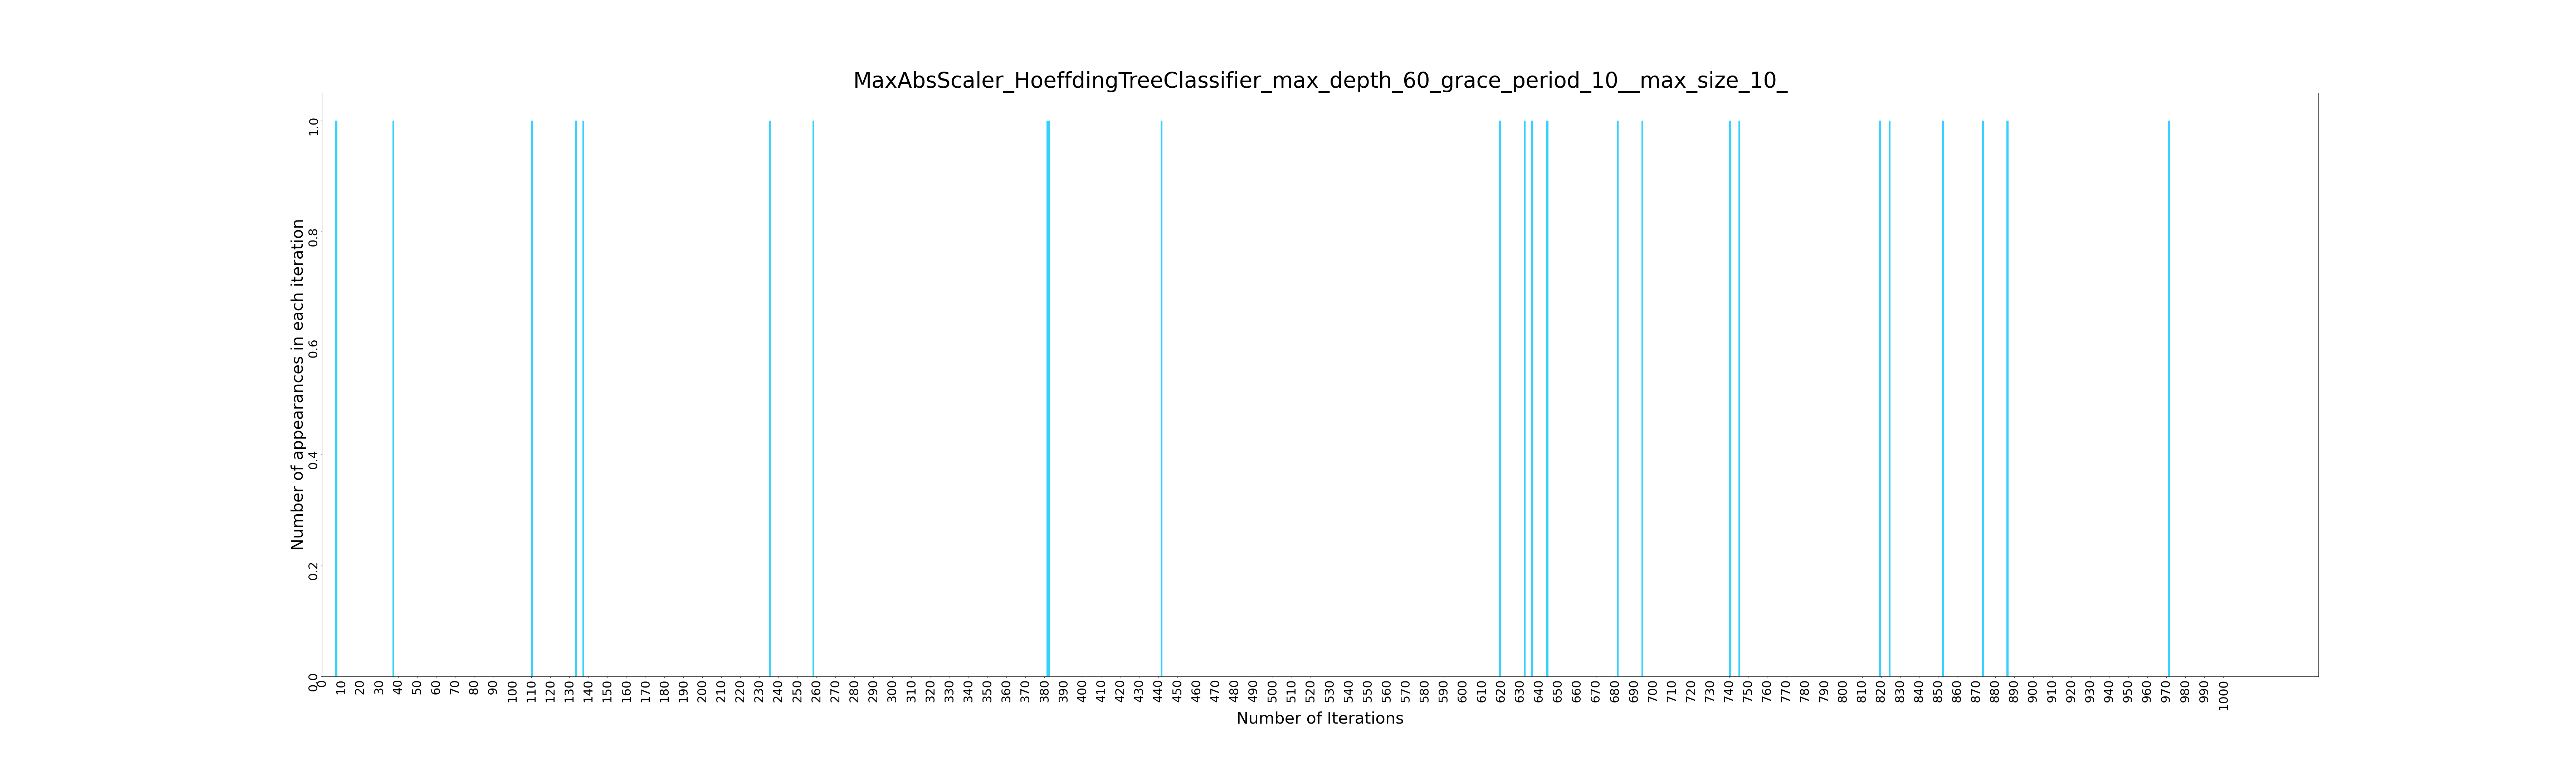 MaxAbsScaler_HoeffdingTreeClassifier_max_depth_60_grace_period_10__max_size_10_
Number of appearances in each iteration
1.0
0.8
0.6
0.4
0.2
0.0
0 10 20 30 40 50 60 70 80 90 100 110 120 130 140 150 160 170 180 190 200 210 220 230 240 250 260 270 280 290 300 310 320 330 340 350 360 370 380 390 400 410 420 430 440 450 460 470 480 490 500 510 520 530 540 550 560 570 580 590 600 610 620 630 640 650 660 670 680 690 700 710 720 730 740 750 760 770 780 790 800 810 820 830 840 850 860 870 880 890 900 910 920 930 940 950 960 970 980 990 1000
Number of Iterations